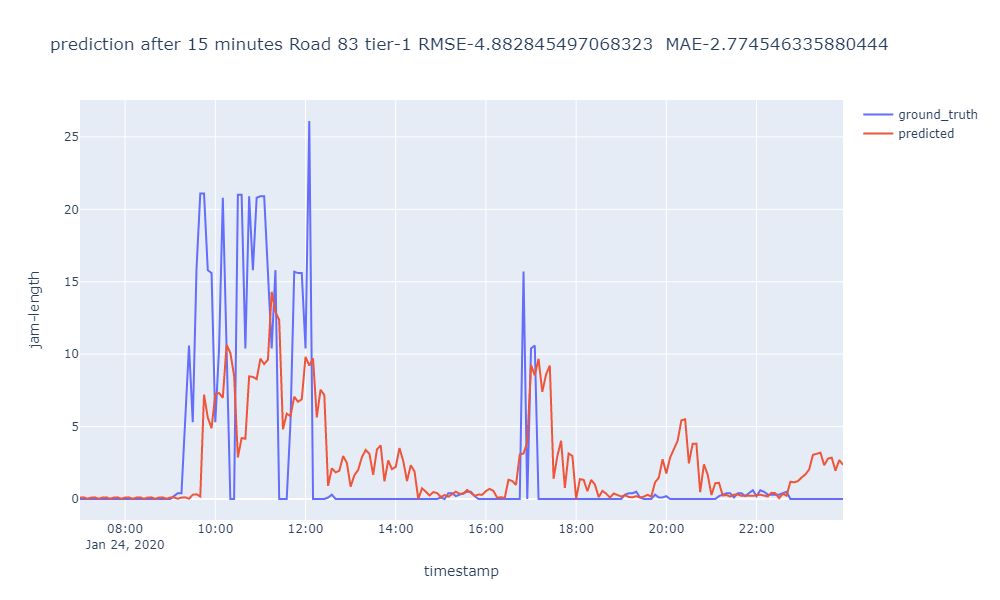 prediction after 15 minutes Road 83 tier-1 RMSE-4.882845497068323  MAE-2.774546335880444
ground_truth
predicted
jam-length
25
20
15
10
5
0
08:00 10:00 12:00 14:00 16:00 18:00 20:00 22:00
Jan 24, 2020
timestamp